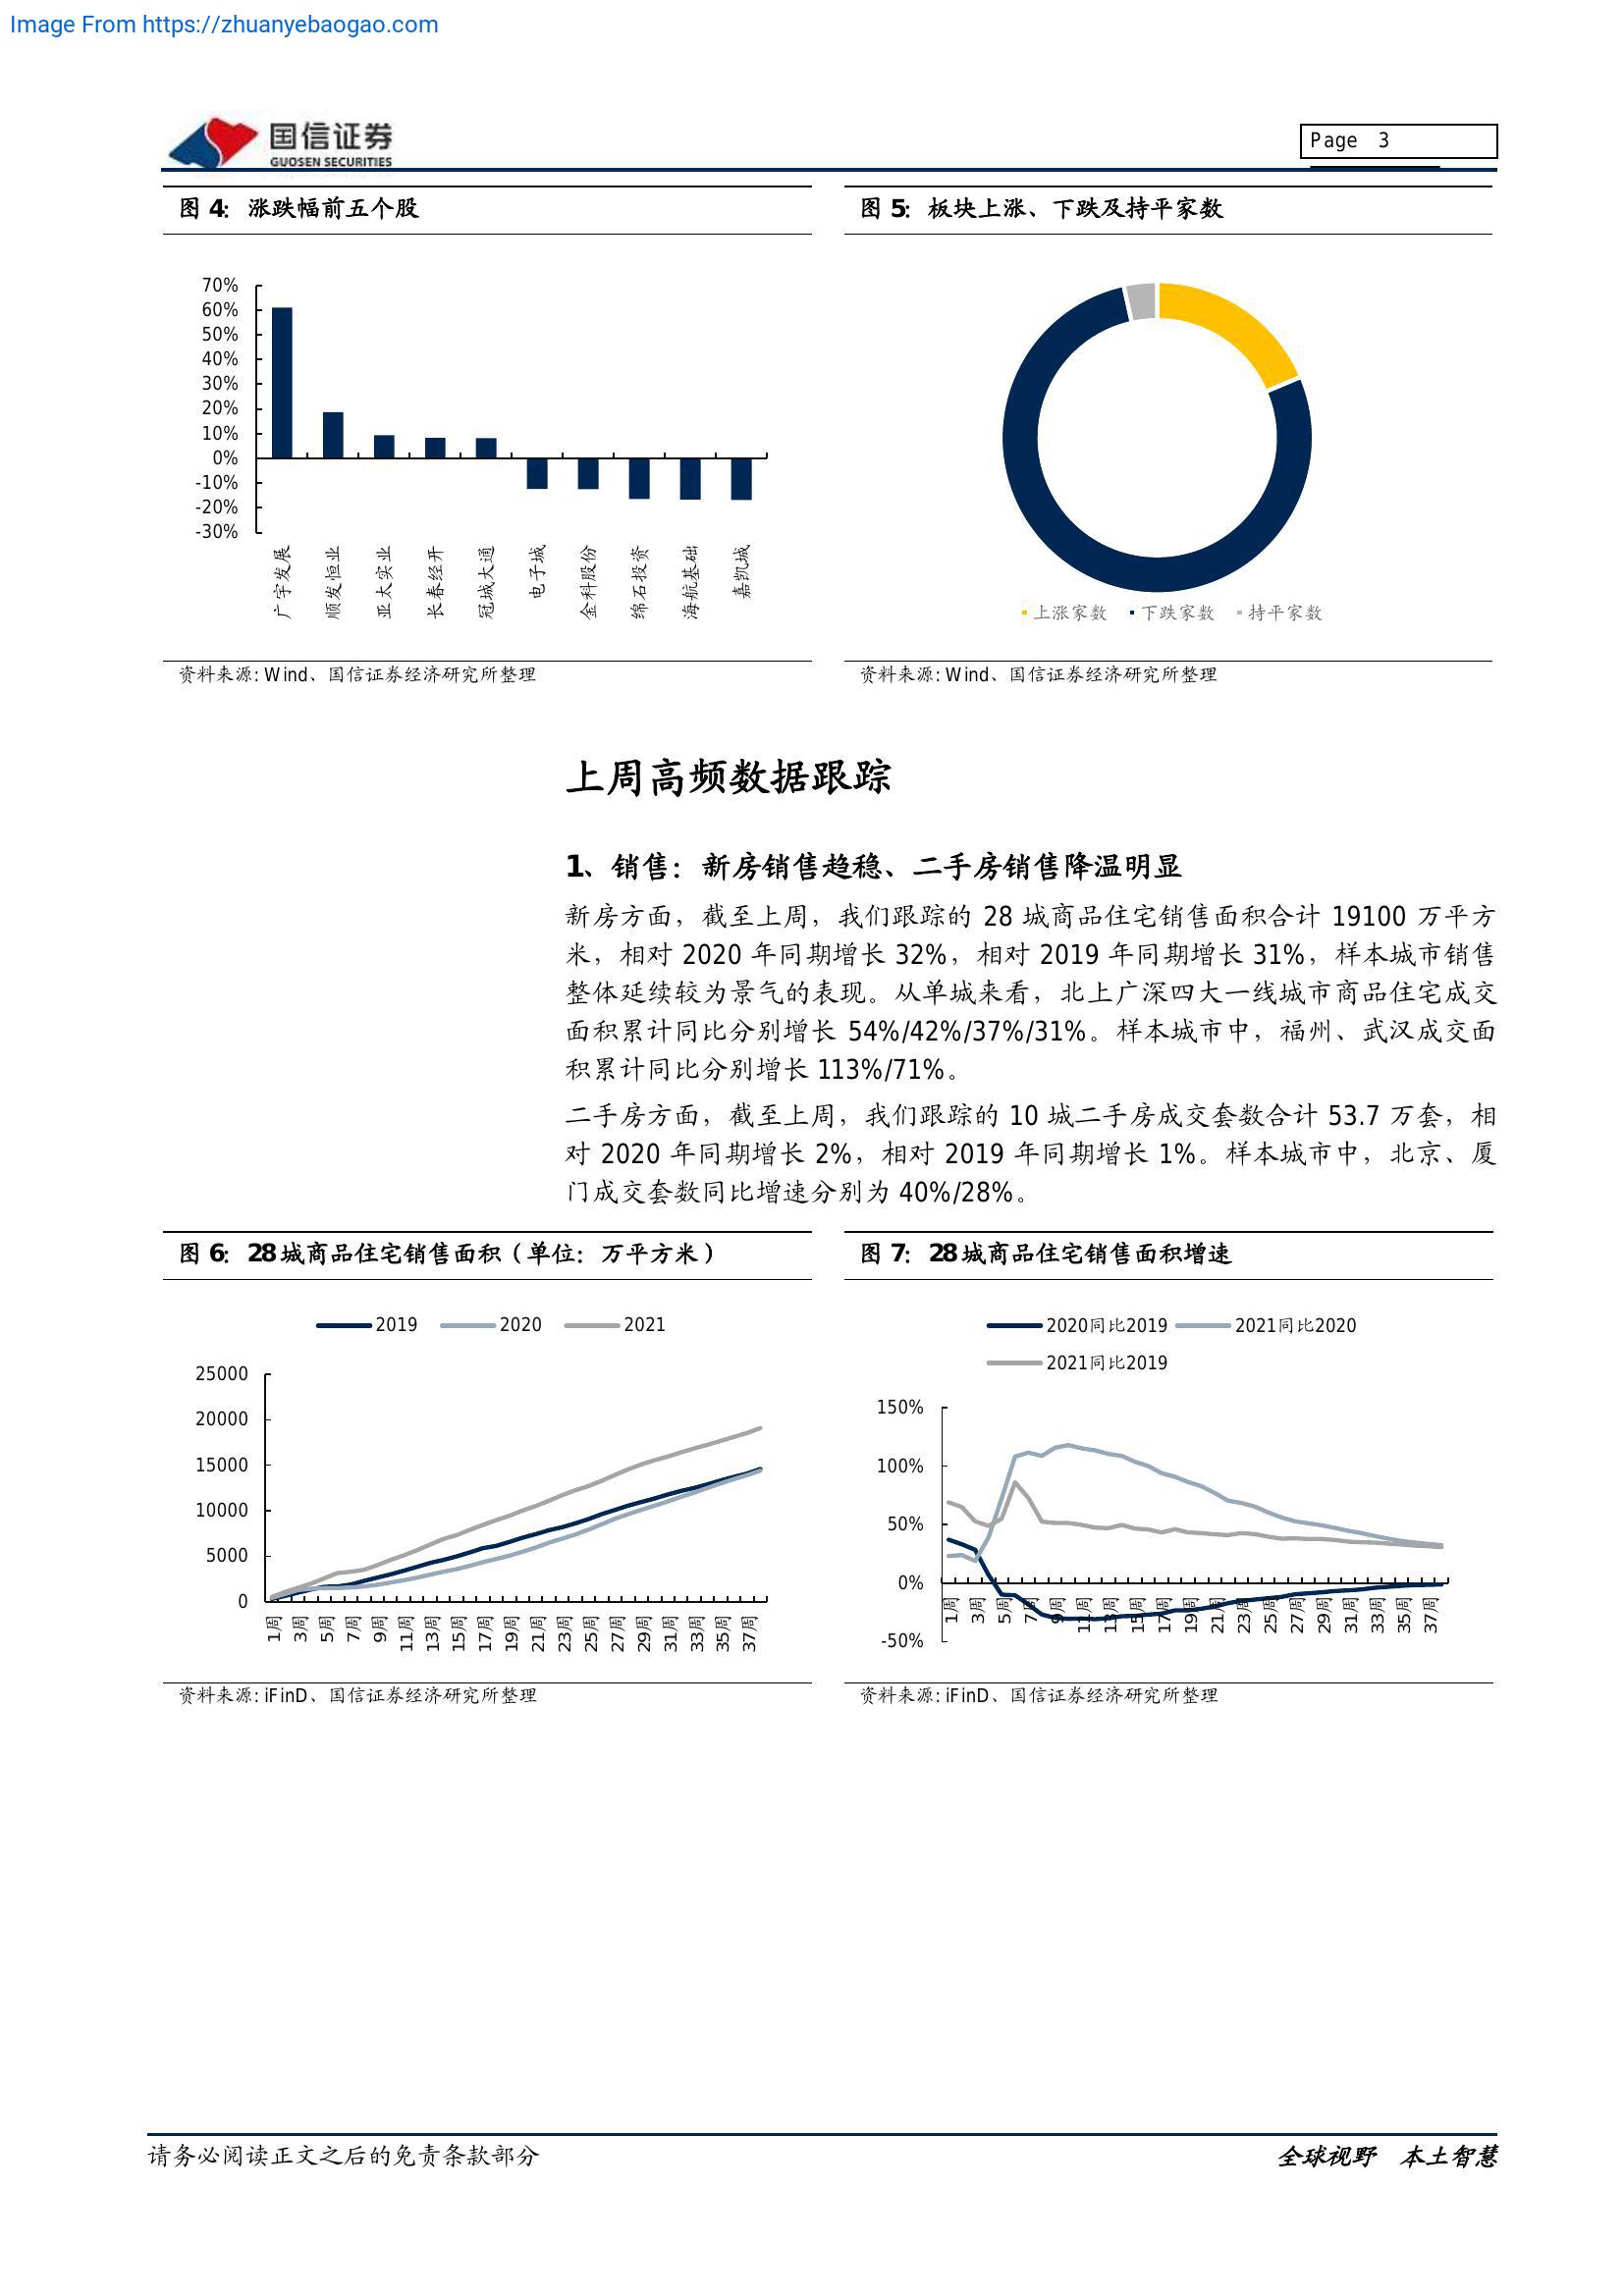 Image From https://zhuanyebaogao.com
国信证券
GUOSEN SECURITIES
Page 3
图 4: 涨跌幅前五个股
70%
60%
50%
40%
30%
20%
10%
0%
-10%
-20%
-30%
广宇发展
顺发恒业
亚太实业
长春经开
冠城大通
电子城
金科股份
绵石投资
海航基础
嘉凯城
资料来源: Wind、国信证券经济研究所整理
图 5: 板块上涨、下跌及持平家数
上涨家数 下跌家数 持平家数
资料来源: Wind、国信证券经济研究所整理
上周高频数据跟踪
1、销售：新房销售趋稳、二手房销售降温明显
新房方面，截至上周，我们跟踪的 28 城商品住宅销售面积合计 19100 万平方
米，相对 2020 年同期增长 32%，相对 2019 年同期增长 31%，样本城市销售
整体延续较为景气的表现。从单城来看，北上广深四大一线城市商品住宅成交
面积累计同比分别增长 54%/42%/37%/31%。样本城市中，福州、武汉成交面
积累计同比分别增长 113%/71%。
二手房方面，截至上周，我们跟踪的 10 城二手房成交套数合计 53.7 万套，相
对 2020 年同期增长 2%，相对 2019 年同期增长 1%。样本城市中，北京、厦
门成交套数同比增速分别为 40%/28%。
图 6: 28城商品住宅销售面积（单位：万平方米）
2019 2020 2021
25000
20000
15000
10000
5000
0
1周 3周 5周 7周 9周 11周 13周 15周 17周 19周 21周 23周 25周 27周 29周 31周 33周 35周 37周
资料来源: iFinD、国信证券经济研究所整理
图 7: 28城商品住宅销售面积增速
2020同比2019 2021同比2020
2021同比2019
150%
100%
50%
0%
-50%
1周 3周 5周 7周 9周 11周 13周 15周 17周 19周 21周 23周 25周 27周 29周 31周 33周 35周 37周
资料来源: iFinD、国信证券经济研究所整理
请务必阅读正文之后的免责条款部分
全球视野 本土智慧